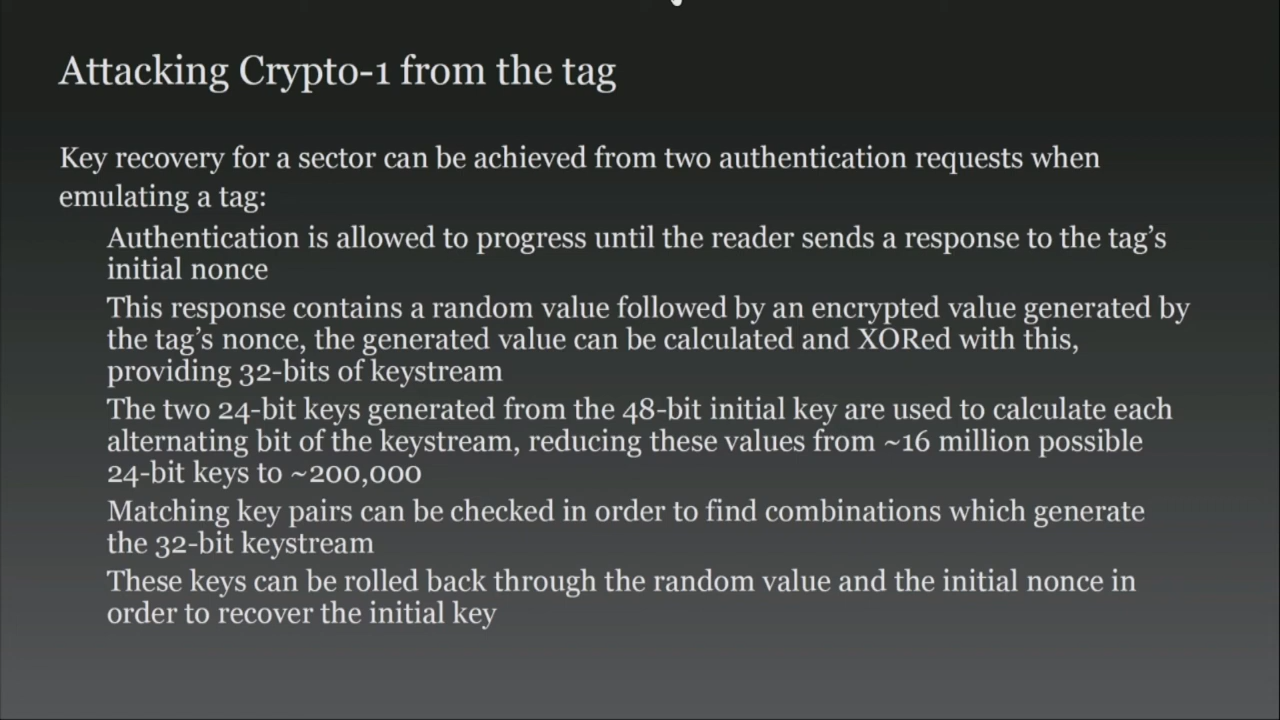 Attacking Crypto-1 from the tag
Key recovery for a sector can be achieved from two authentication requests when
emulating a tag:
Authentication is allowed to progress until the reader sends a response to the tag’s
initial nonce
This response contains a random value followed by an encrypted value generated by
the tag’s nonce, the generated value can be calculated and XORed with this,
providing 32-bits of keystream
The two 24-bit keys generated from the 48-bit initial key are used to calculate each
alternating bit of the keystream, reducing these values from ~16 million possible
24-bit keys to ~200,000
Matching key pairs can be checked in order to find combinations which generate
the 32-bit keystream
These keys can be rolled back through the random value and the initial nonce in
order to recover the initial key